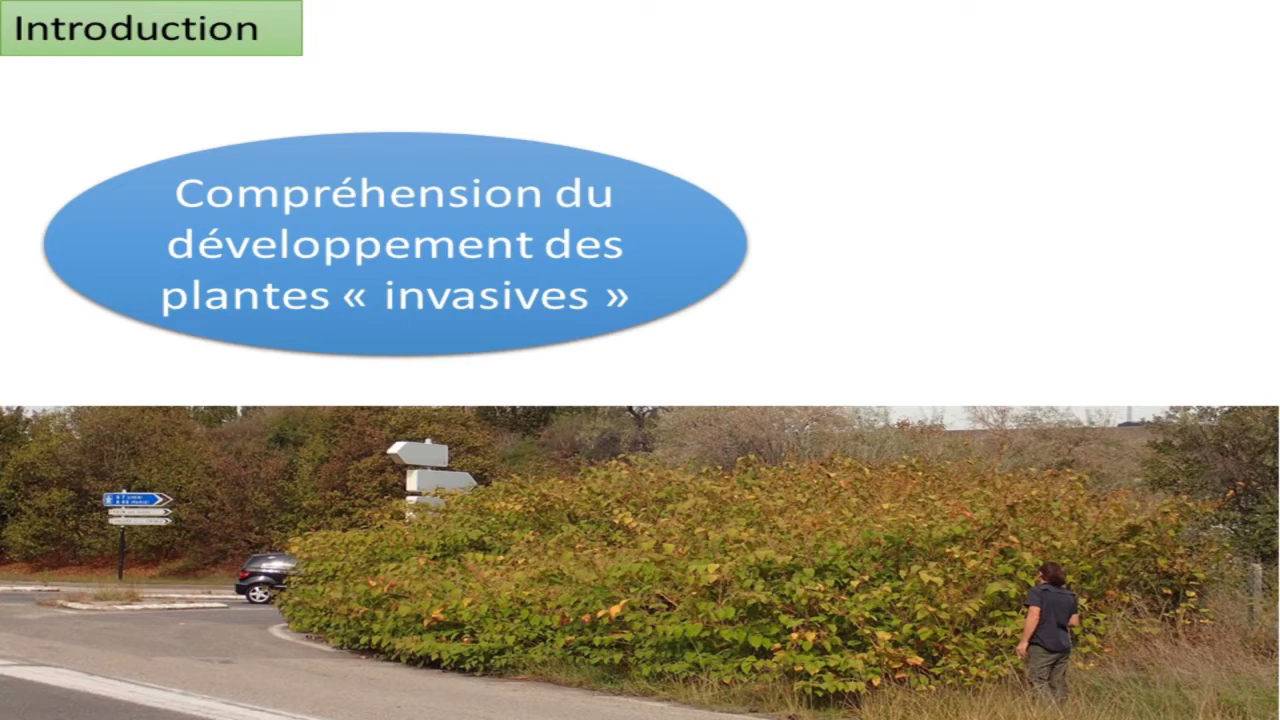 Introduction
Compréhension du
développement des
plantes « invasives »